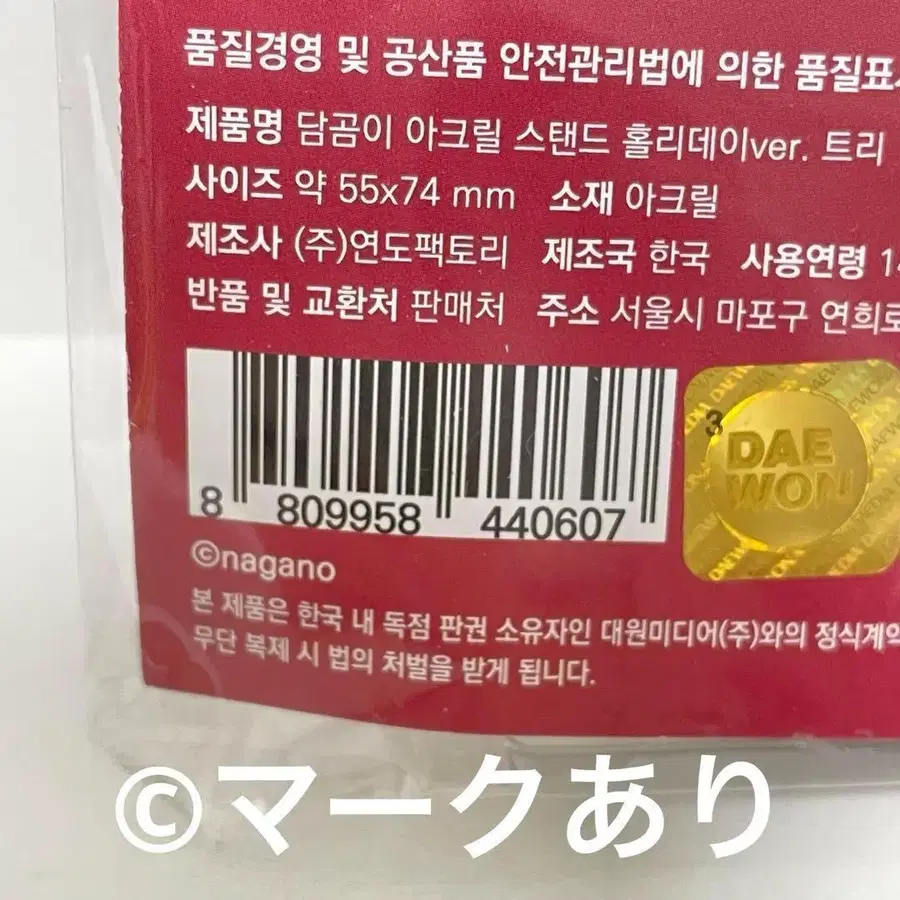 품질경영 및 공산품 안전관리법에 의한 품질표
제품명 담곰이 아크릴 스탠드 홀리데이ver. 트리
사이즈 약 55x74 mm 소재 아크릴
제조사 (주)연도팩토리 제조국 한국 사용연령 14
반품 및 교환처 판매처 주소 서울시 마포구 연희로
8 809958 440607
3
DAE
WON
©nagano
본 제품은 한국 내 독점 판권 소유자인 대원미디어(주)와의 정식계약
무단 복제 시 법의 처벌을 받게 됩니다.
©マークあり